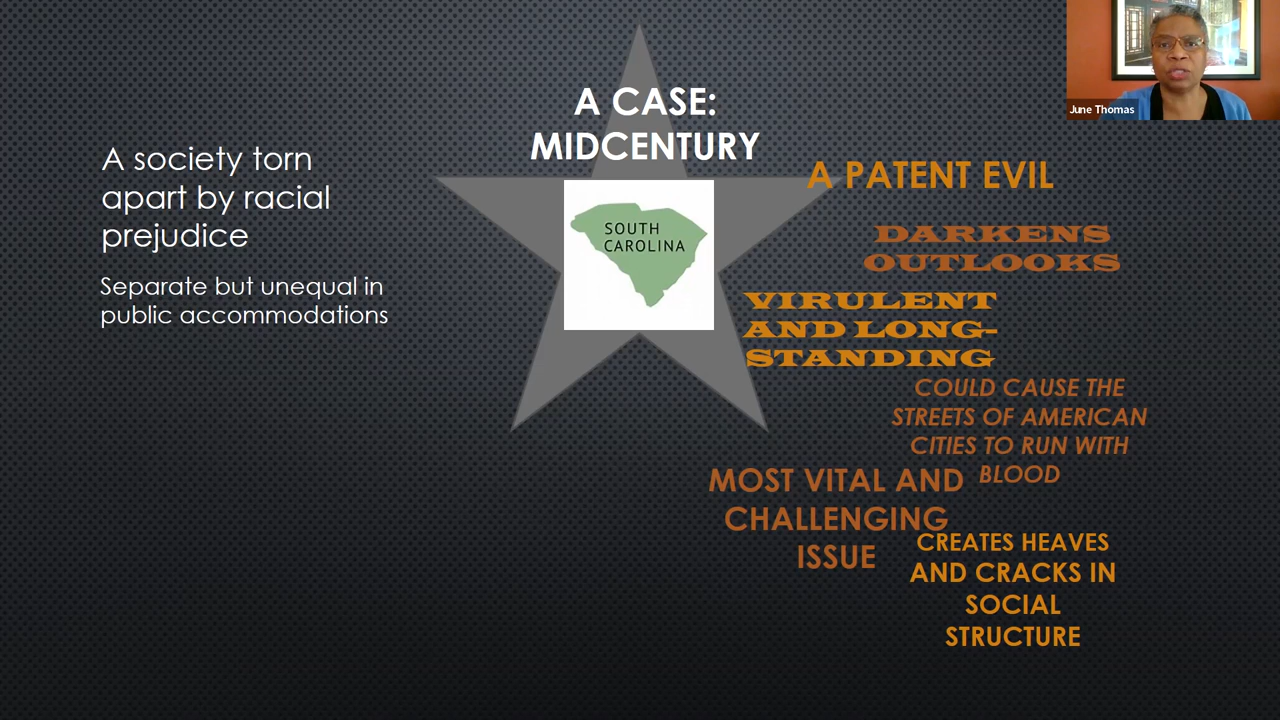 A CASE:
MIDCENTURY
A society torn
apart by racial
prejudice
Separate but unequal in
public accommodations
SOUTH
CAROLINA
A PATENT EVIL
DARKENS
OUTLOOKS
VIRULENT
AND LONG-
STANDING
COULD CAUSE THE
STREETS OF AMERICAN
CITIES TO RUN WITH
BLOOD
MOST VITAL AND
CHALLENGING
ISSUE
CREATES HEAVES
AND CRACKS IN
SOCIAL
STRUCTURE
June Thomas